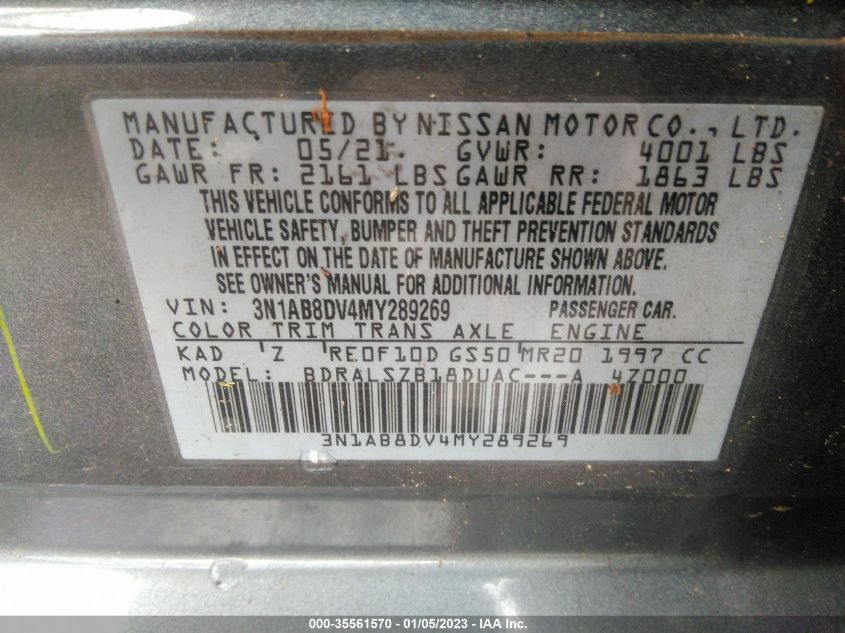 MANUFACTURED BY NISSAN MOTOR CO., LTD.
DATE: 05/21. GVWR: 4001 LBS
GAWR FR: 2161 LBS GAWR RR: 1863 LBS
THIS VEHICLE CONFORMS TO ALL APPLICABLE FEDERAL MOTOR
VEHICLE SAFETY, BUMPER AND THEFT PREVENTION STANDARDS
IN EFFECT ON THE DATE OF MANUFACTURE SHOWN ABOVE.
SEE OWNER'S MANUAL FOR ADDITIONAL INFORMATION.
VIN: 3N1AB8DV4MY289269 PASSENGER CAR.
COLOR TRIM TRANS AXLE ENGINE
KAD Z RE0F10D GS50 MR20 1997 CC
MODEL: BDRALSZB18DUAC---A 4Z000
3N1AB8DV4MY289269
000-35561570 — 01/05/2023 — IAA Inc.